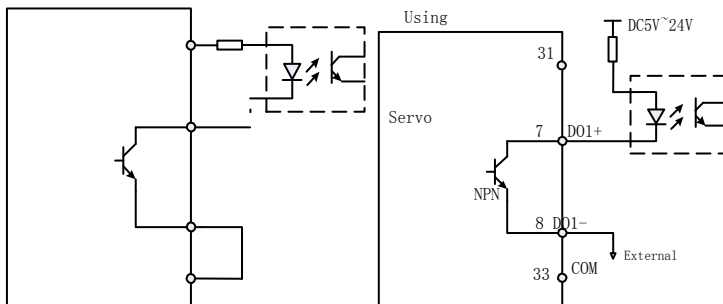 Using
DC5V~24V
31
Servo
7 DO1+
NPN
8 DO1-
External
33 COM